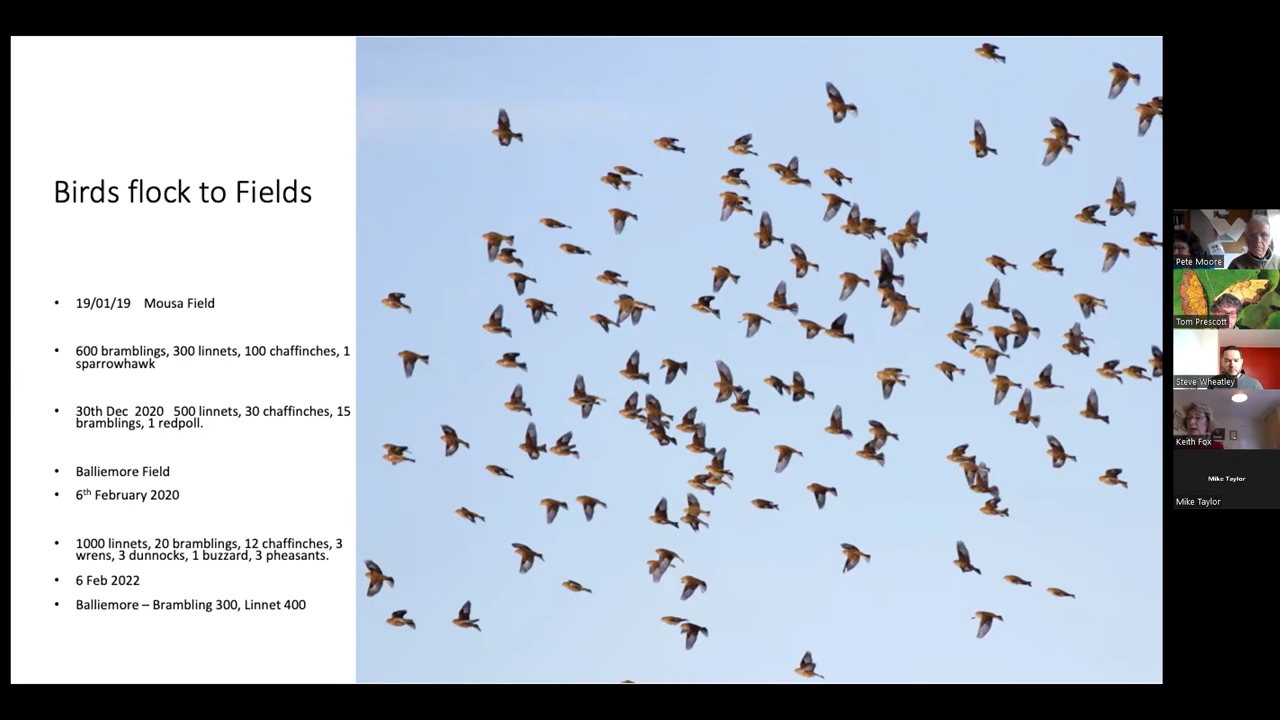 Birds flock to Fields
• 19/01/19 Mousa Field
• 600 bramblings, 300 linnets, 100 chaffinches, 1
sparrowhawk
• 30th Dec 2020 500 linnets, 30 chaffinches, 15
bramblings, 1 redpoll.
• Balliemore Field
• 6th February 2020
• 1000 linnets, 20 bramblings, 12 chaffinches, 3
wrens, 3 dunnocks, 1 buzzard, 3 pheasants.
• 6 Feb 2022
• Balliemore – Brambling 300, Linnet 400
Pete Moore
Tom Prescott
Steve Wheatley
Keith Fox
Mike Taylor
Mike Taylor